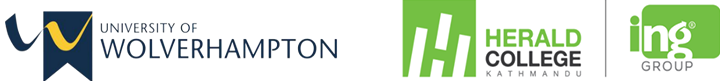 UNIVERSITY OF
WOLVERHAMPTON
HERALD
COLLEGE
KATHMANDU
ing®
GROUP